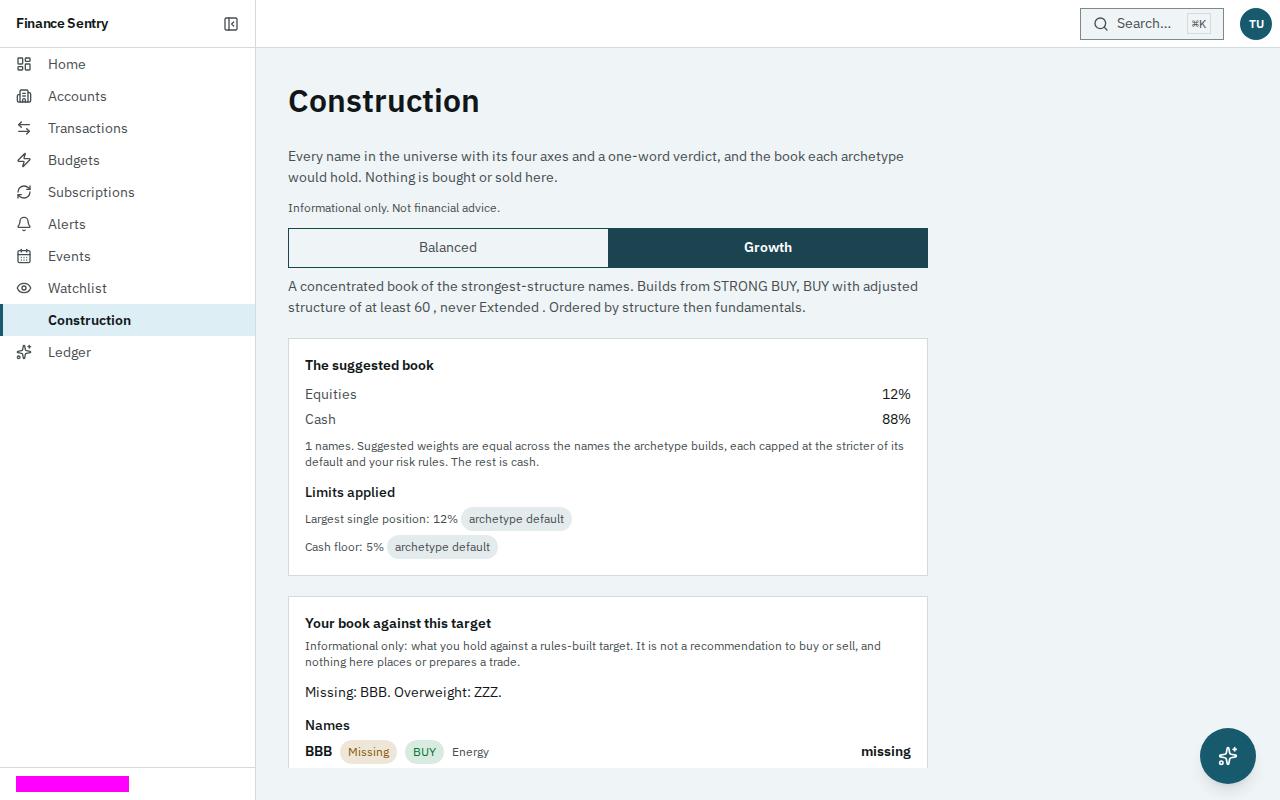 Finance Sentry
Search...
⌘K
TU
Home
Accounts
Transactions
Budgets
Subscriptions
Alerts
Events
Watchlist
Construction
Ledger
Construction
Every name in the universe with its four axes and a one-word verdict, and the book each archetype
would hold. Nothing is bought or sold here.
Informational only. Not financial advice.
Balanced
Growth
A concentrated book of the strongest-structure names. Builds from STRONG BUY, BUY with adjusted
structure of at least 60 , never Extended . Ordered by structure then fundamentals.
The suggested book
Equities 12%
Cash 88%
1 names. Suggested weights are equal across the names the archetype builds, each capped at the stricter of its
default and your risk rules. The rest is cash.
Limits applied
Largest single position: 12% archetype default
Cash floor: 5% archetype default
Your book against this target
Informational only: what you hold against a rules-built target. It is not a recommendation to buy or sell, and
nothing here places or prepares a trade.
Missing: BBB. Overweight: ZZZ.
Names
BBB Missing BUY Energy missing